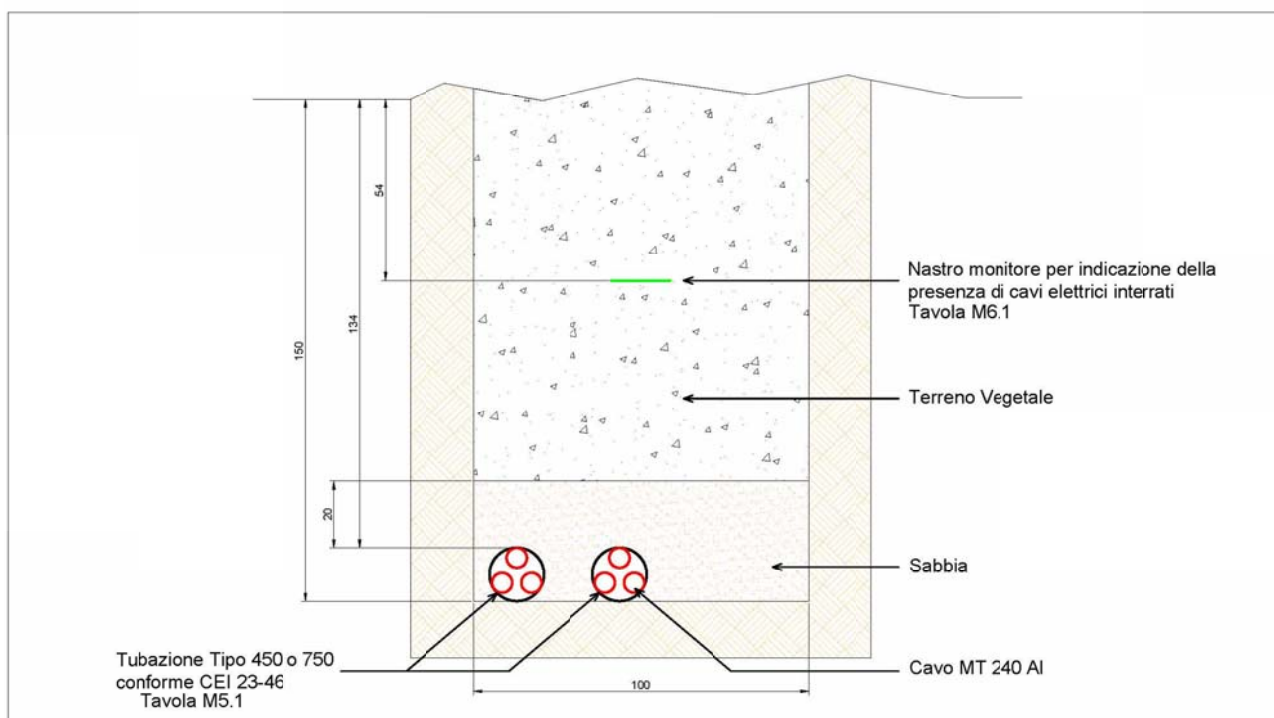 54
134
150
20
Nastro monitore per indicazione della
presenza di cavi elettrici interrati
Tavola M6.1
Terreno Vegetale
Sabbia
Tubazione Tipo 450 o 750
conforme CEI 23-46
Tavola M5.1
100
Cavo MT 240 Al